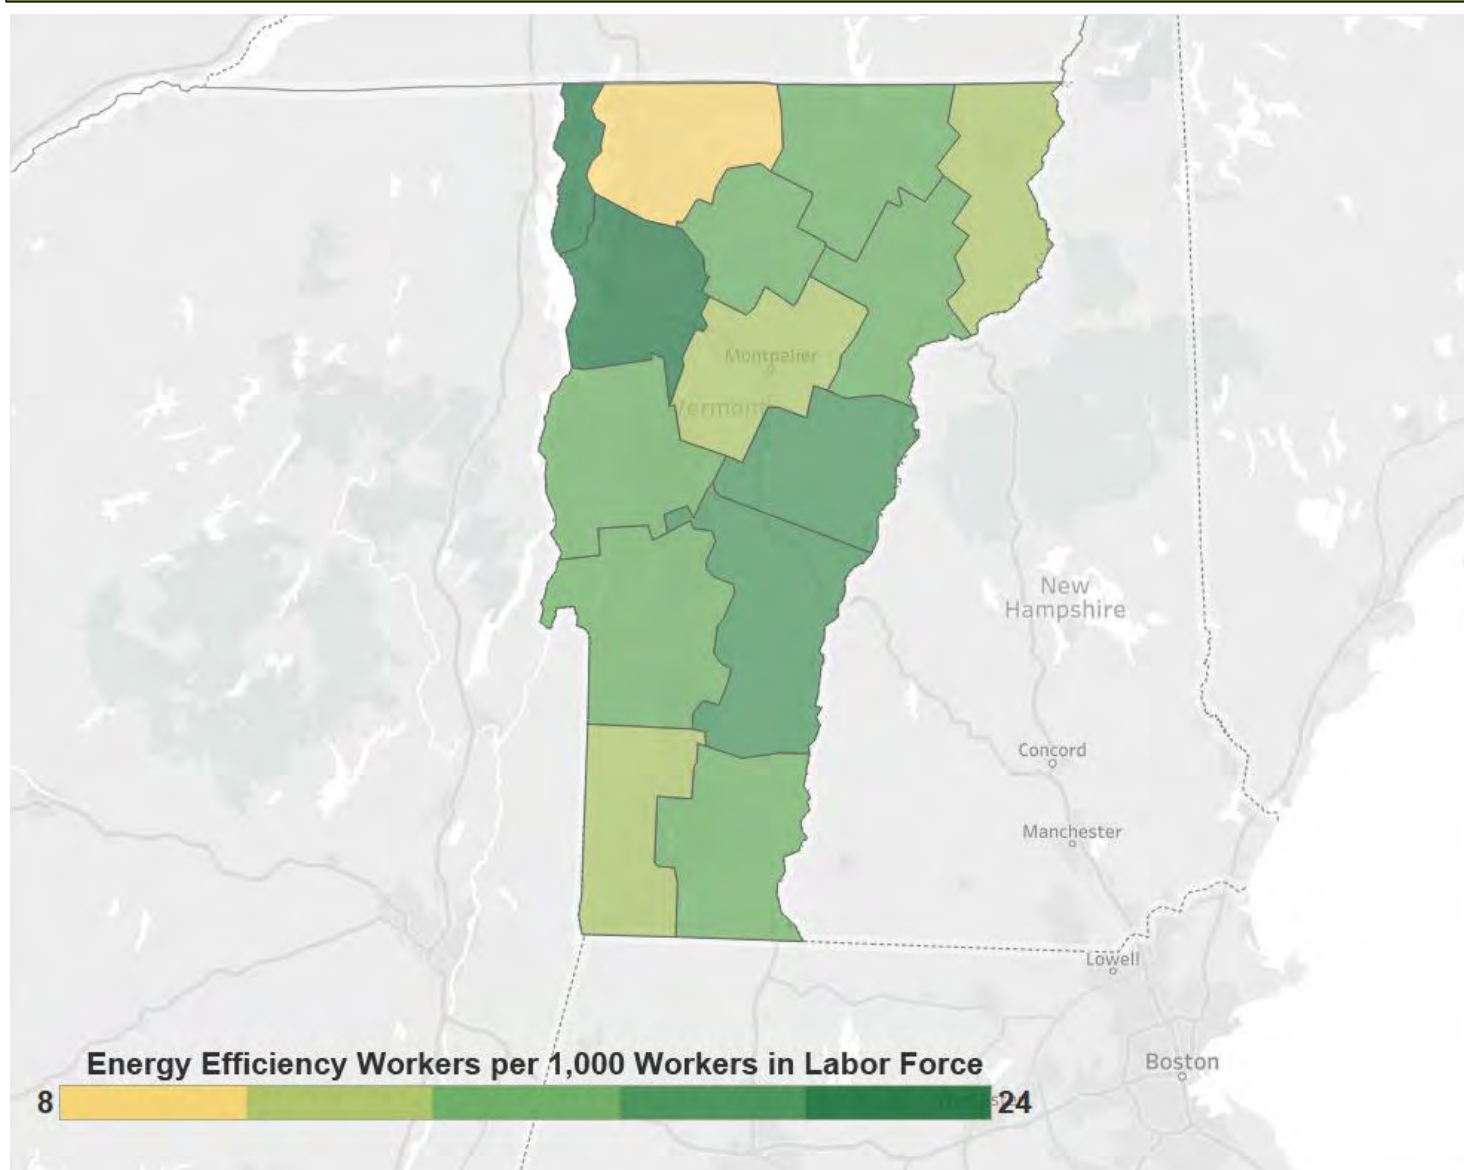 Montpelier
Vermont
New
Hampshire
Concord
Manchester
Lowell
Boston
Energy Efficiency Workers per 1,000 Workers in Labor Force
8
24